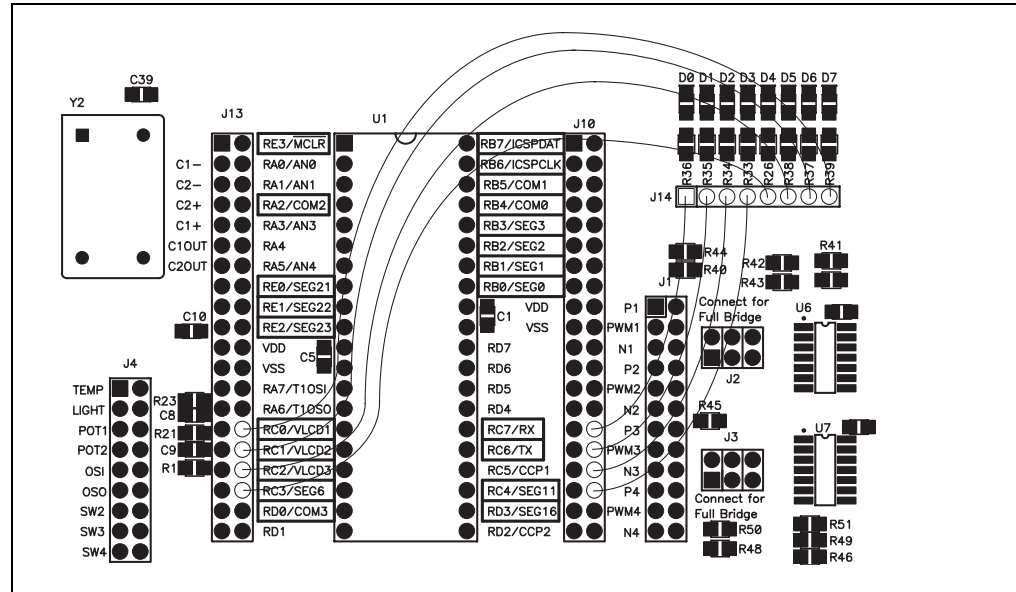 C39
Y2
J13
U1
J10
D0 D1 D2 D3 D4 D5 D6 D7
R36 R35 R34 R33 R26 R38 R37 R39
J14
C1-
C2-
C2+
C1+
C1OUT
C2OUT
RE3/MCLR
RA0/AN0
RA1/AN1
RA2/COM2
RA3/AN3
RA4
RA5/AN4
RE0/SEG21
RE1/SEG22
RE2/SEG23
VDD
VSS
RA7/T1OSI
RA6/T1OSO
RC0/VLCD1
RC1/VLCD2
RC2/VLCD3
RC3/SEG6
RD0/COM3
RD1
C10
C5
RB7/ICSPDAT
RB6/ICSPCLK
RB5/COM1
RB4/COM0
RB3/SEG3
RB2/SEG2
RB1/SEG1
RB0/SEG0
VDD
VSS
C1
RD7
RD6
RD5
RD4
RC7/RX
RC6/TX
RC5/CCP1
RC4/SEG11
RD3/SEG16
RD2/CCP2
J4
TEMP
LIGHT
POT1
POT2
OSI
OSO
SW2
SW3
SW4
R23
C8
R21
C9
R1
J1
P1
PWM1
N1
P2
PWM2
N2
P3
PWM3
N3
P4
PWM4
N4
R44
R40
R42
R43
R41
Connect for
Full Bridge
J2
U6
R45
J3
Connect for
Full Bridge
U7
R50
R48
R51
R49
R46